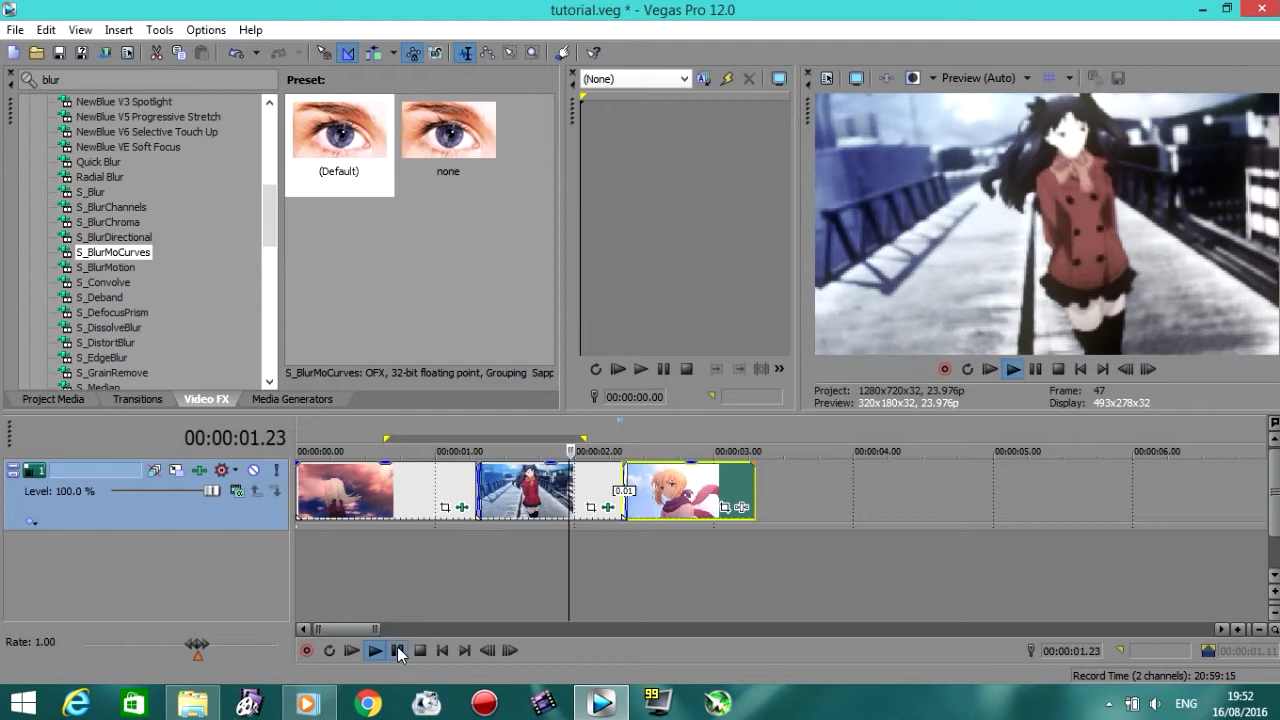 tutorial.veg * - Vegas Pro 12.0
File Edit View Insert Tools Options Help
blur
NewBlue V3 Spotlight
NewBlue V5 Progressive Stretch
NewBlue V6 Selective Touch Up
NewBlue VE Soft Focus
Quick Blur
Radial Blur
S_Blur
S_BlurChannels
S_BlurChroma
S_BlurDirectional
S_BlurMoCurves
S_BlurMotion
S_Convolve
S_Deband
S_DefocusPrism
S_DissolveBlur
S_DistortBlur
S_EdgeBlur
S_GrainRemove
S_Median
Preset:
(Default)
none
S_BlurMoCurves: OFX, 32-bit floating point, Grouping Sapp
Project Media Transitions Video FX Media Generators
(None)
00:00:00.00
Preview (Auto)
Project: 1280x720x32, 23.976p
Preview: 320x180x32, 23.976p
Frame: 47
Display: 493x278x32
00:00:01.23
00:00:00.00 00:00:01.00 00:00:02.00 00:00:03.00 00:00:04.00 00:00:05.00 00:00:06.00
1
Level: 100.0 %
0.01
Rate: 1.00
00:00:01.23
00:00:01.11
Record Time (2 channels): 20:59:15
99
ENG
19:52
16/08/2016